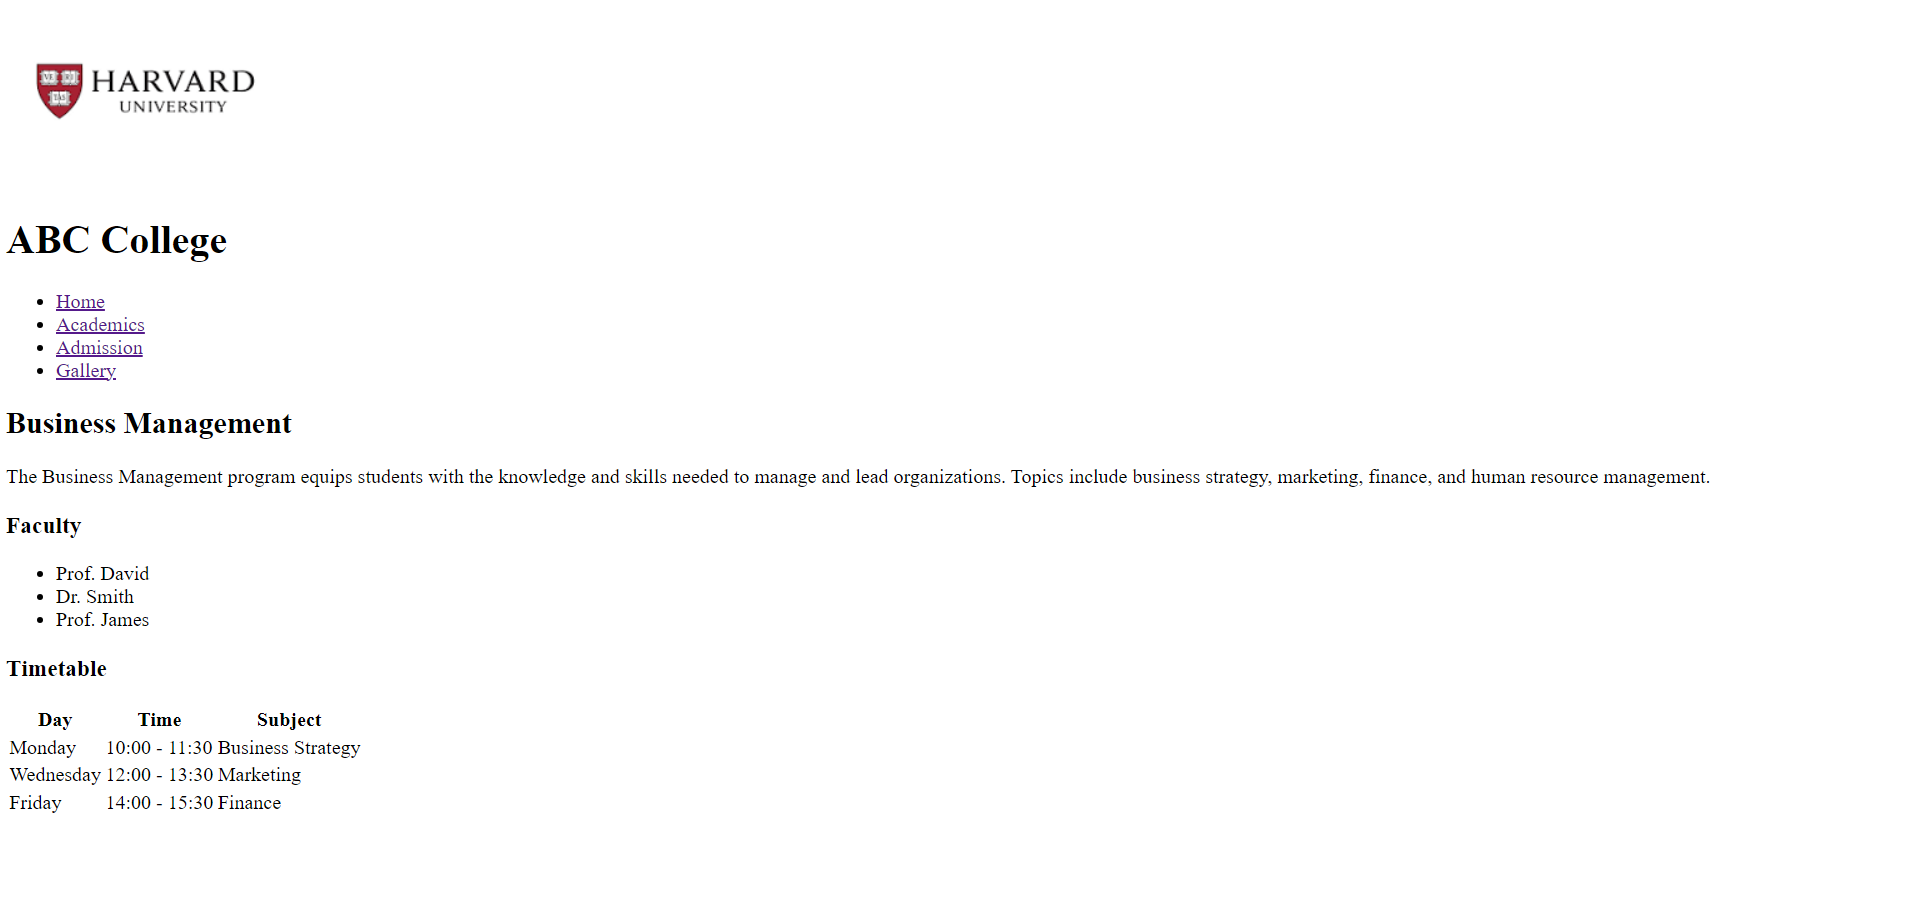 HARVARD
UNIVERSITY
ABC College
Home
Academics
Admission
Gallery
Business Management
The Business Management program equips students with the knowledge and skills needed to manage and lead organizations. Topics include business strategy, marketing, finance, and human resource management.
Faculty
Prof. David
Dr. Smith
Prof. James
Timetable
Day Time Subject
Monday 10:00 - 11:30 Business Strategy
Wednesday 12:00 - 13:30 Marketing
Friday 14:00 - 15:30 Finance